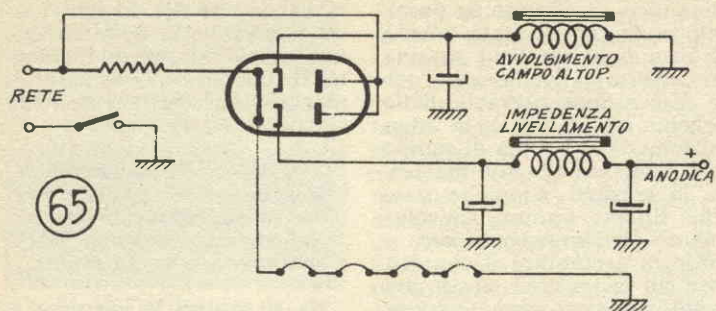 RETE
65
AVVOLGIMENTO
CAMPO ALTOP.
IMPEDENZA
LIVELLAMENTO
+
ANODICA